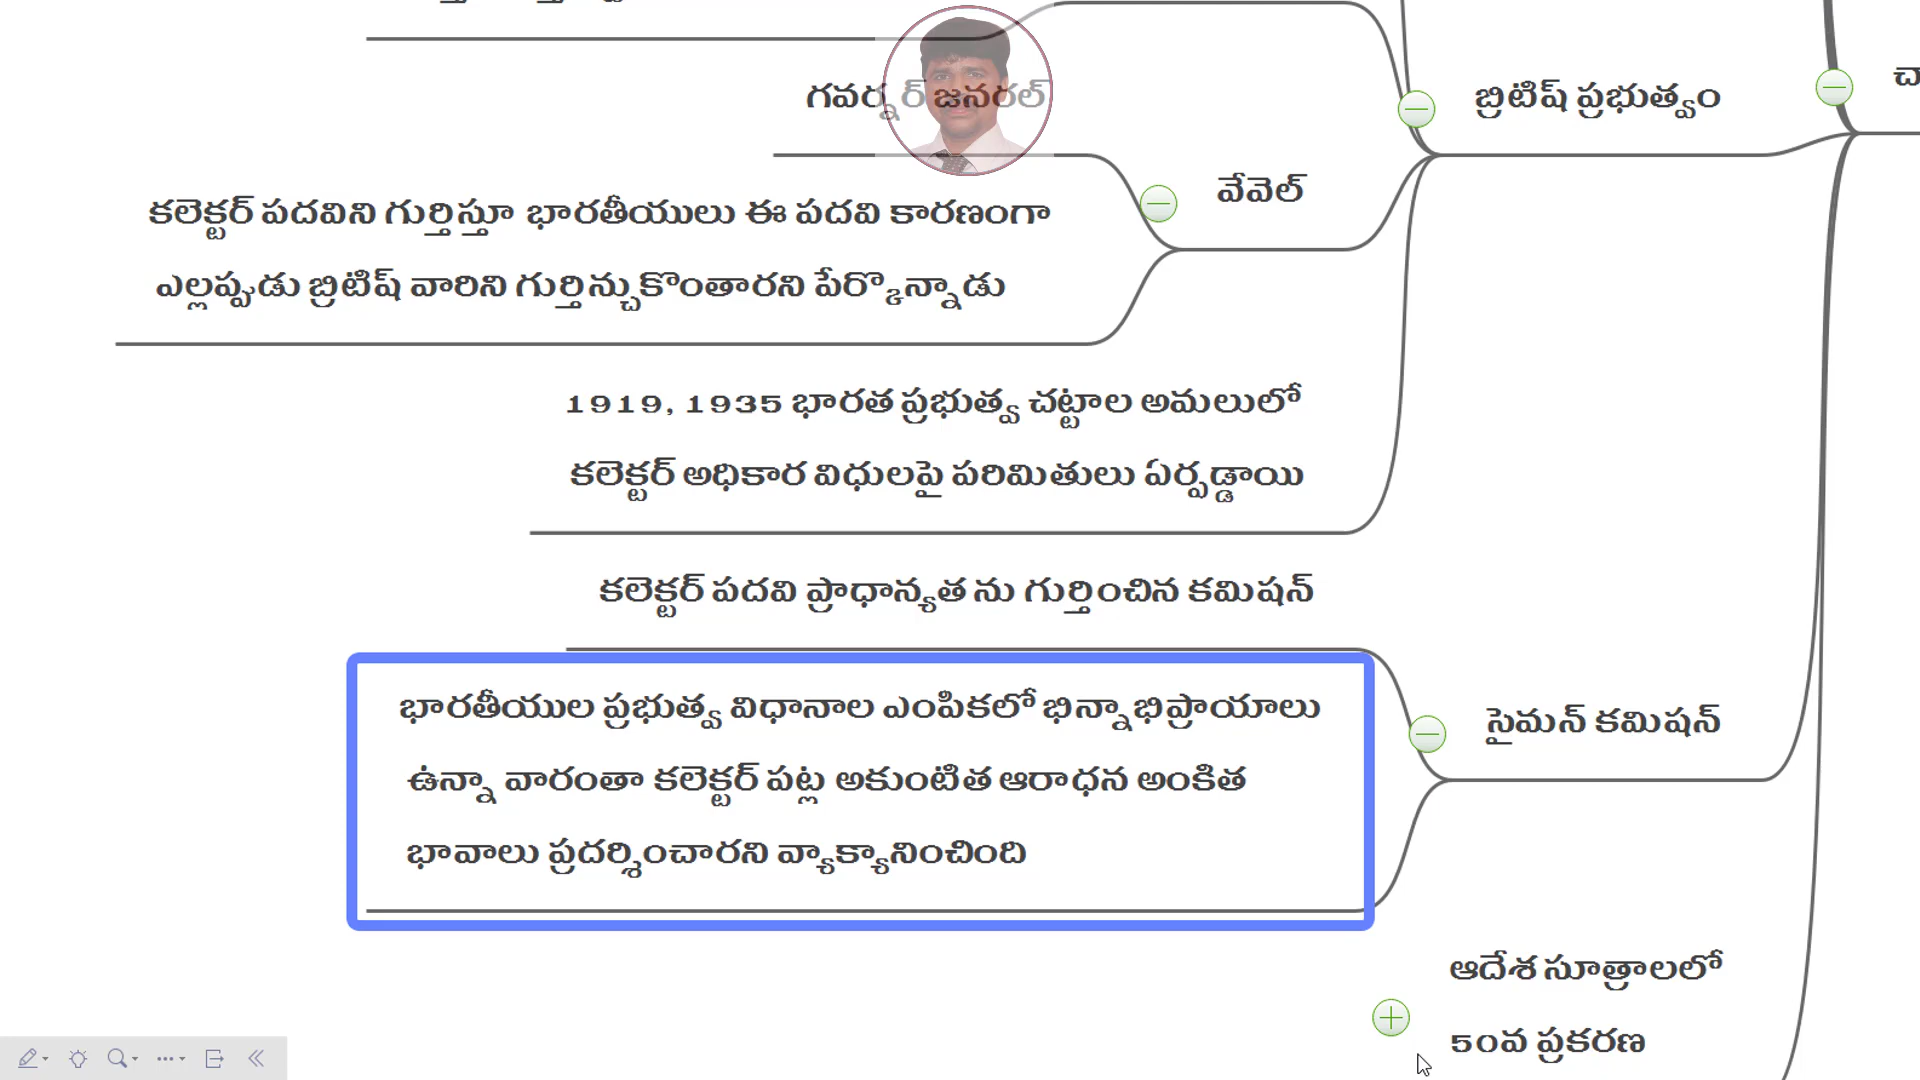 గవర్నర్ జనరల్
బ్రిటిష్ ప్రభుత్వం
వేవెల్
కలెక్టర్ పదవిని గుర్తిస్తూ భారతీయులు ఈ పదవి కారణంగా
ఎల్లప్పుడు బ్రిటిష్ వారిని గుర్తిన్చుకొంతారని పేర్కొన్నాడు
1919, 1935 భారత ప్రభుత్వ చట్టాల అమలులో
కలెక్టర్ అధికార విధులపై పరిమితులు ఏర్పడ్డాయి
కలెక్టర్ పదవి ప్రాధాన్యత ను గుర్తించిన కమిషన్
సైమన్ కమిషన్
భారతీయుల ప్రభుత్వ విధానాల ఎంపికలో భిన్నాభిప్రాయాలు
ఉన్నా వారంతా కలెక్టర్ పట్ల అకుంటిత ఆరాధన అంకిత
భావాలు ప్రదర్శించారని వ్యాక్యానించింది
ఆదేశ సూత్రాలలో
50వ ప్రకరణ